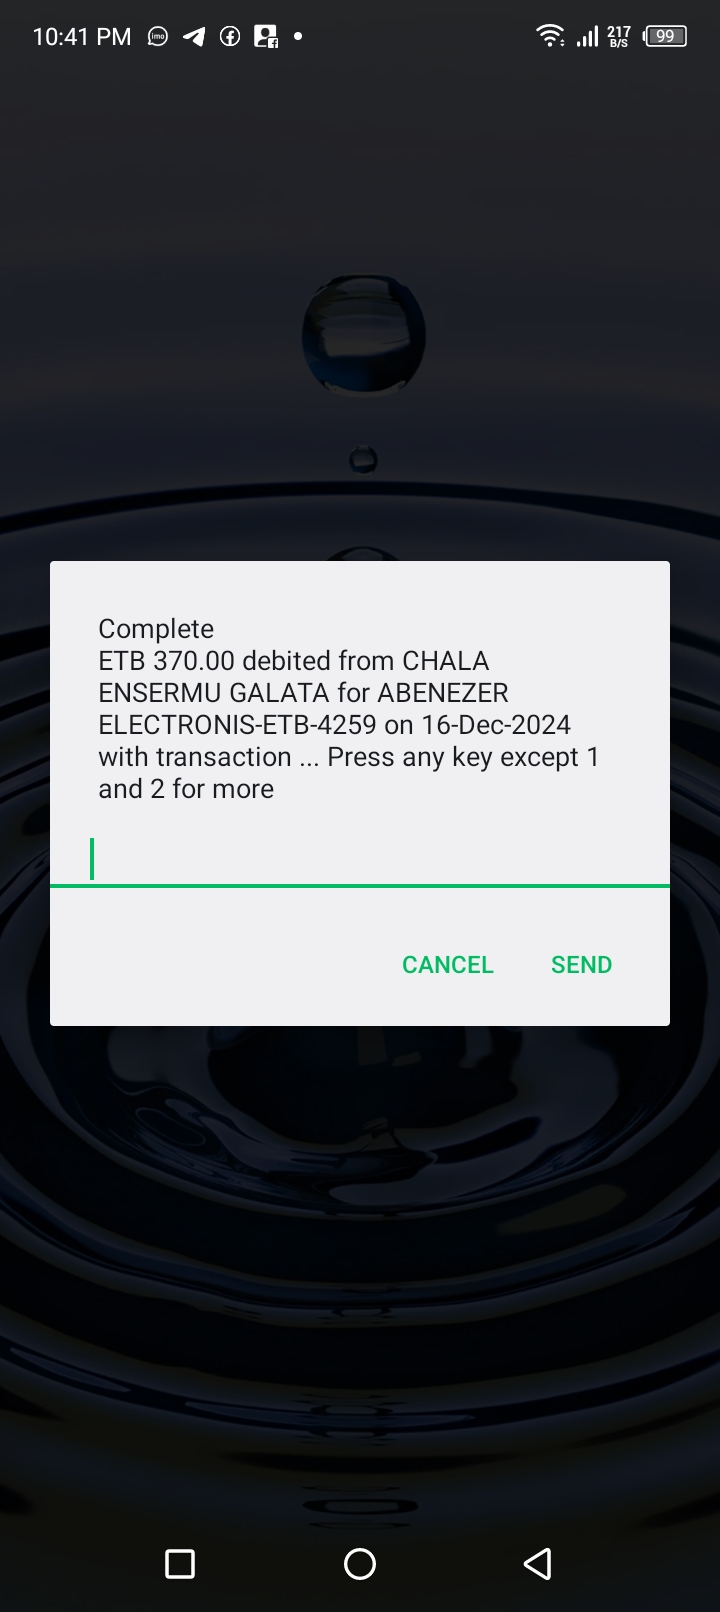 10:41 PM imo 217 B/S 99
Complete
ETB 370.00 debited from CHALA
ENSERMU GALATA for ABENEZER
ELECTRONIS-ETB-4259 on 16-Dec-2024
with transaction ... Press any key except 1
and 2 for more
CANCEL SEND